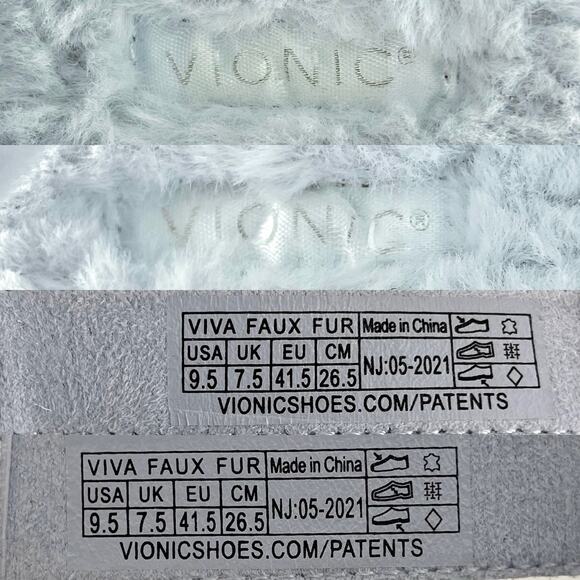 VIONIC®
VIONIC®
VIVA FAUX FUR Made in China
USA UK EU CM NJ:05-2021
9.5 7.5 41.5 26.5
VIONICSHOES.COM/PATENTS
VIVA FAUX FUR Made in China
USA UK EU CM NJ:05-2021
9.5 7.5 41.5 26.5
VIONICSHOES.COM/PATENTS